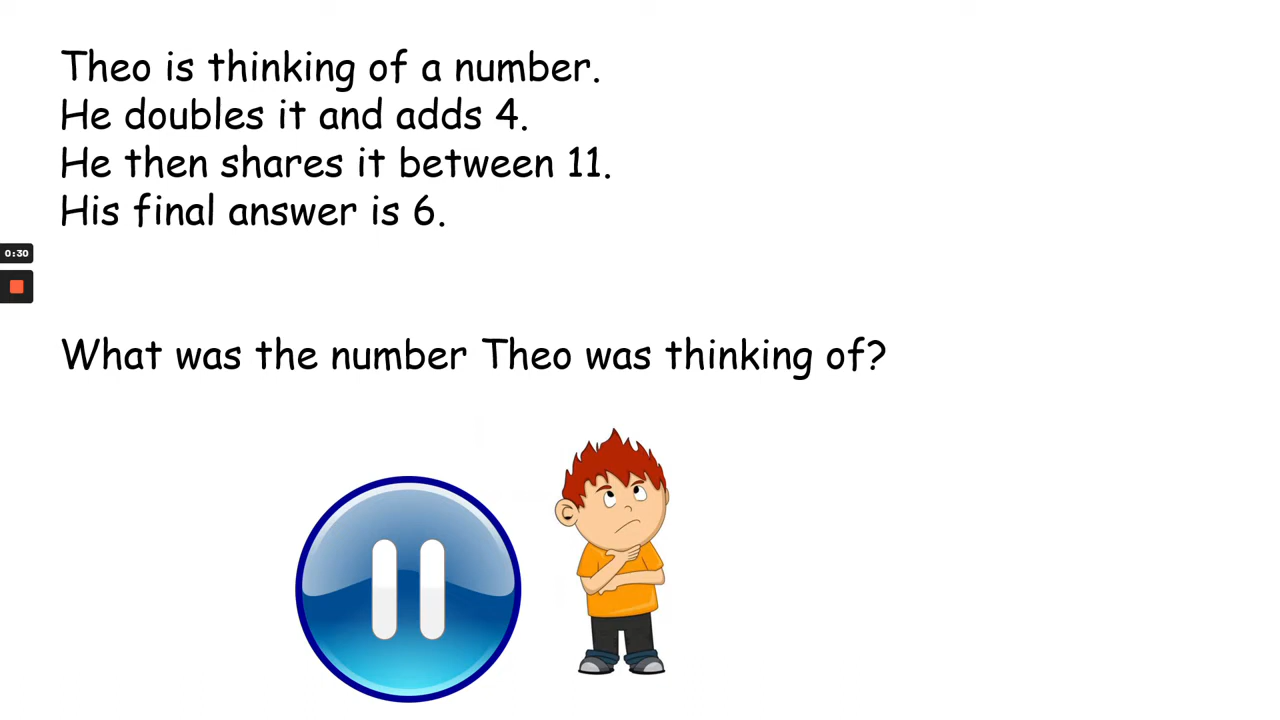 Theo is thinking of a number.
He doubles it and adds 4.
He then shares it between 11.
His final answer is 6.
0:30
What was the number Theo was thinking of?